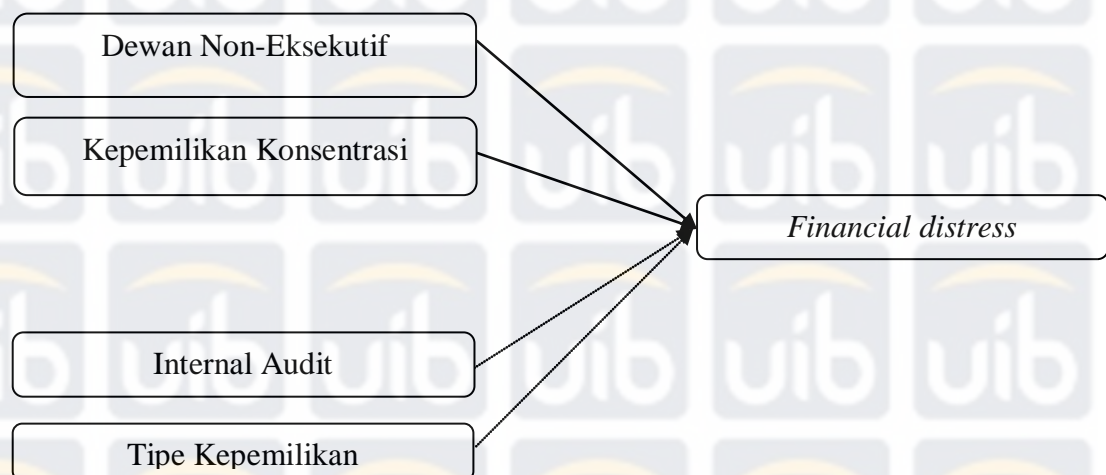 Dewan Non-Eksekutif
Kepemilikan Konsentrasi
Financial distress
Internal Audit
Tipe Kepemilikan